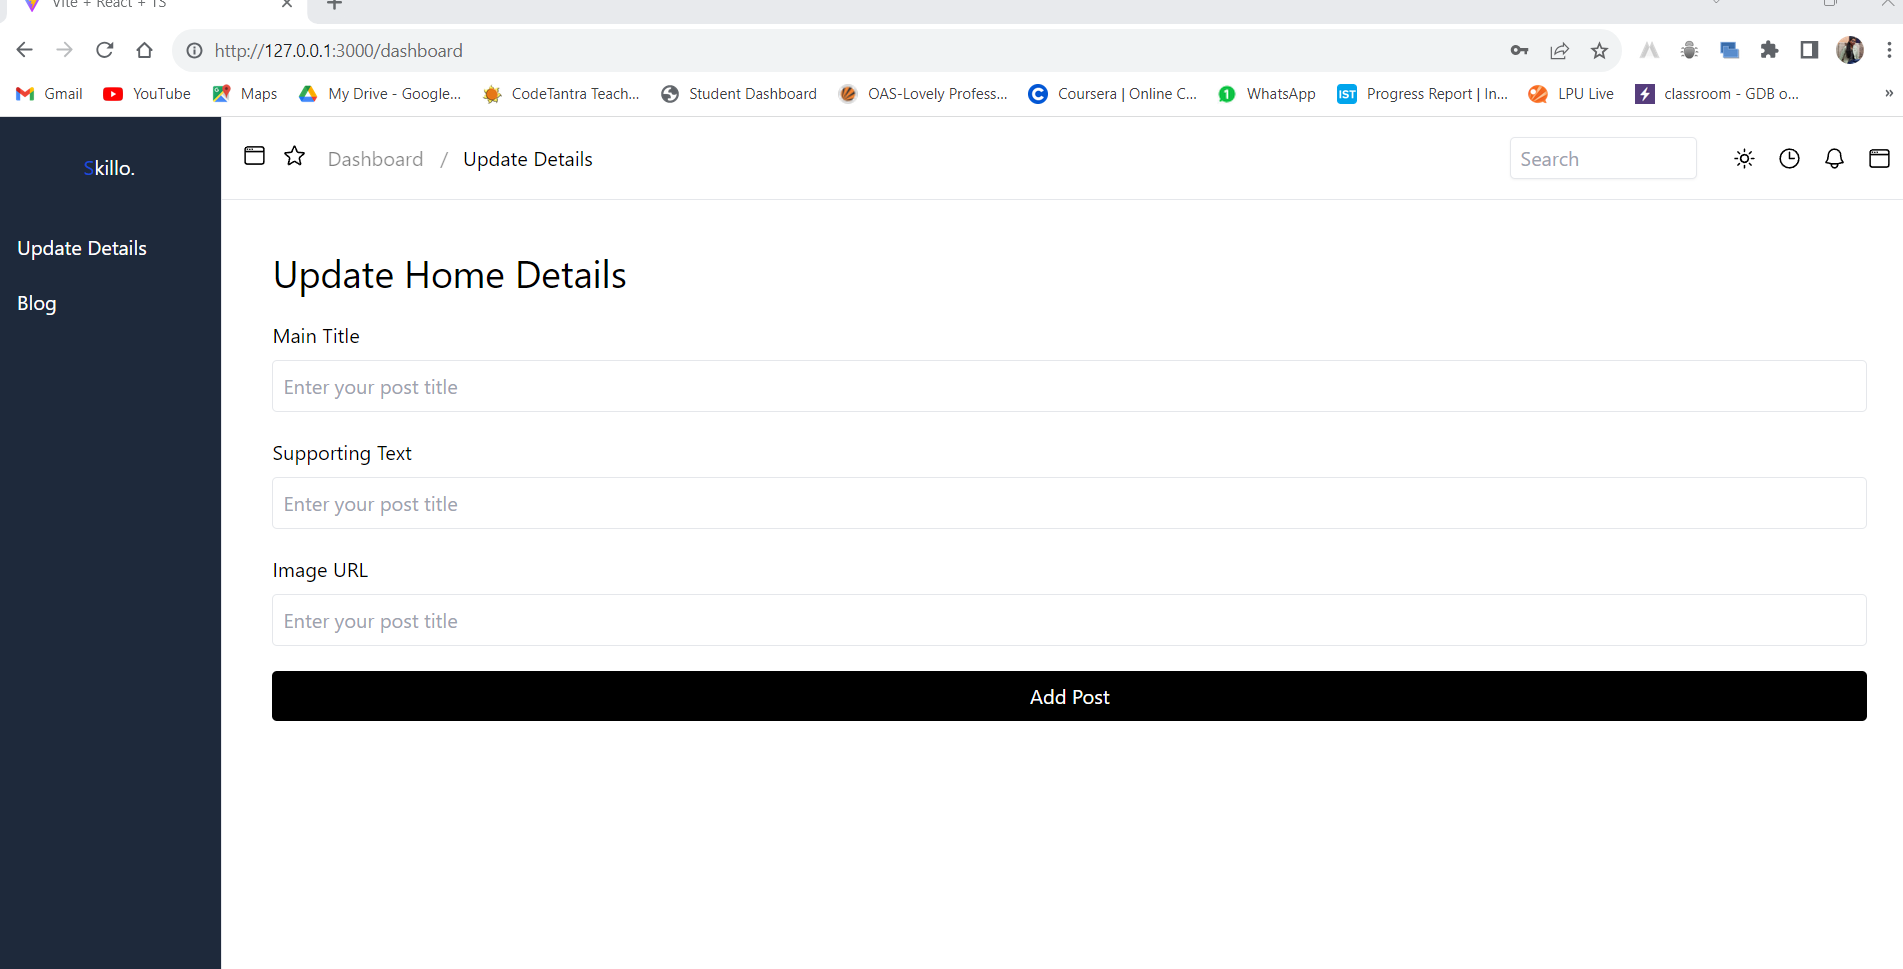 Vite + React + TS
http://127.0.0.1:3000/dashboard
Gmail YouTube Maps My Drive - Google... CodeTantra Teach... Student Dashboard OAS-Lovely Profess... Coursera | Online C... 1 WhatsApp IST Progress Report | In... LPU Live classroom - GDB o... »
Skillo.
Dashboard / Update Details
Search
Update Details
Blog
Update Home Details
Main Title
Enter your post title
Supporting Text
Enter your post title
Image URL
Enter your post title
Add Post